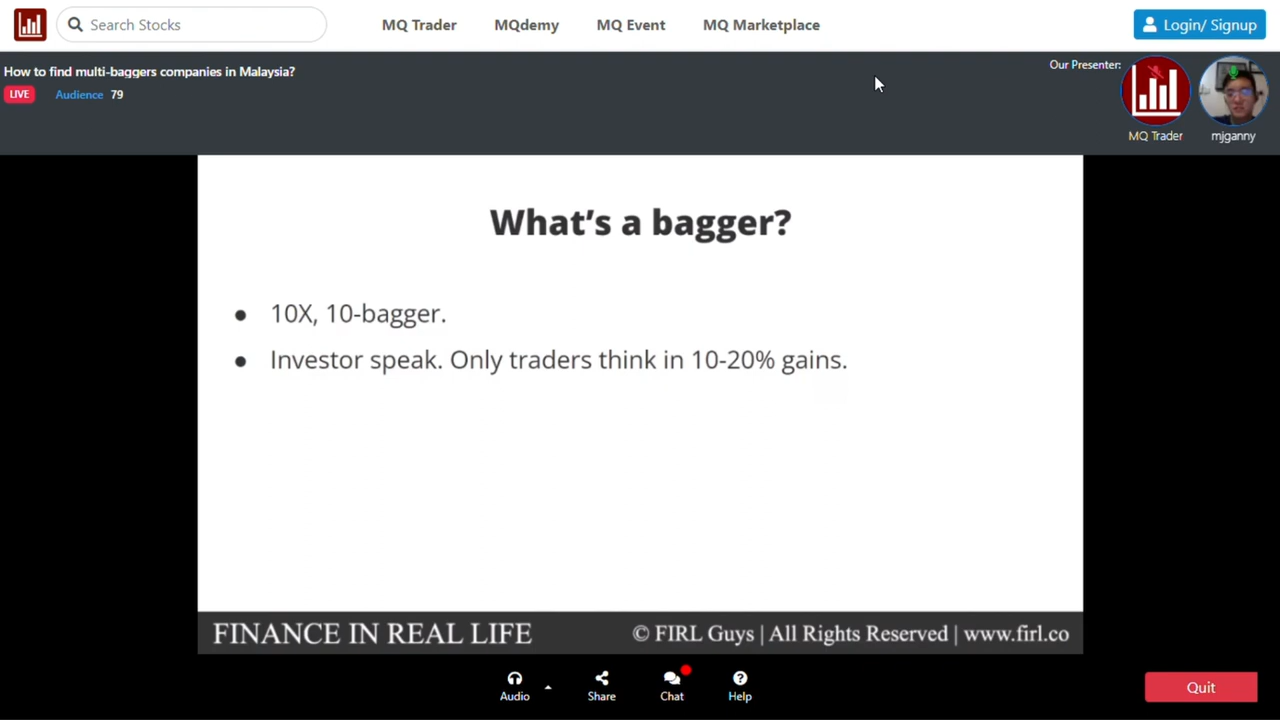 Search Stocks
MQ Trader
MQdemy
MQ Event
MQ Marketplace
Login/ Signup
How to find multi-baggers companies in Malaysia?
LIVE
Audience 79
Our Presenter:
MQ Trader
mjganny
What's a bagger?
● 10X, 10-bagger.
● Investor speak. Only traders think in 10-20% gains.
FINANCE IN REAL LIFE
© FIRL Guys | All Rights Reserved | www.firl.co
Audio
Share
Chat
Help
Quit